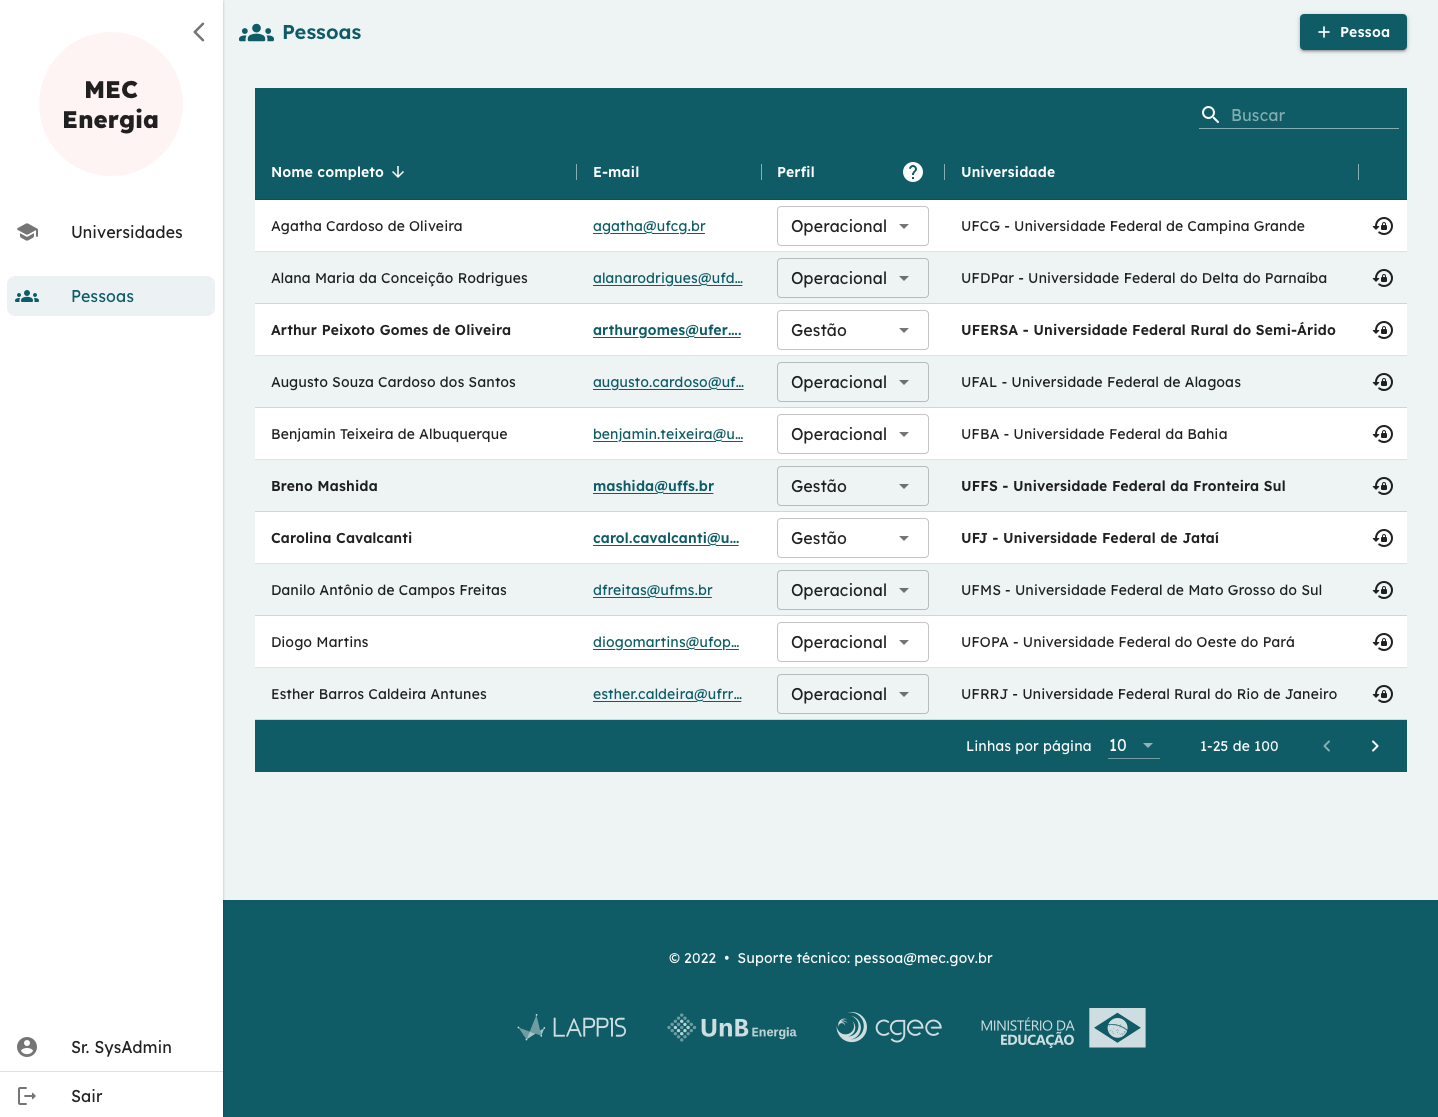 MEC
Energia
Universidades
Pessoas
Sr. SysAdmin
Sair
Pessoas
+ Pessoa
Buscar
Nome completo E-mail Perfil ? Universidade
Agatha Cardoso de Oliveira agatha@ufcg.br Operacional UFCG - Universidade Federal de Campina Grande
Alana Maria da Conceição Rodrigues alanarodrigues@ufd... Operacional UFDPar - Universidade Federal do Delta do Parnaíba
Arthur Peixoto Gomes de Oliveira arthurgomes@ufer.... Gestão UFERSA - Universidade Federal Rural do Semi-Árido
Augusto Souza Cardoso dos Santos augusto.cardoso@uf... Operacional UFAL - Universidade Federal de Alagoas
Benjamin Teixeira de Albuquerque benjamin.teixeira@u... Operacional UFBA - Universidade Federal da Bahia
Breno Mashida mashida@uffs.br Gestão UFFS - Universidade Federal da Fronteira Sul
Carolina Cavalcanti carol.cavalcanti@u... Gestão UFJ - Universidade Federal de Jataí
Danilo Antônio de Campos Freitas dfreitas@ufms.br Operacional UFMS - Universidade Federal de Mato Grosso do Sul
Diogo Martins diogomartins@ufop... Operacional UFOPA - Universidade Federal do Oeste do Pará
Esther Barros Caldeira Antunes esther.caldeira@ufrr... Operacional UFRRJ - Universidade Federal Rural do Rio de Janeiro
Linhas por página 10 1-25 de 100
© 2022 • Suporte técnico: pessoa@mec.gov.br
LAPPIS UnB Energia cgee MINISTÉRIO DA
EDUCAÇÃO